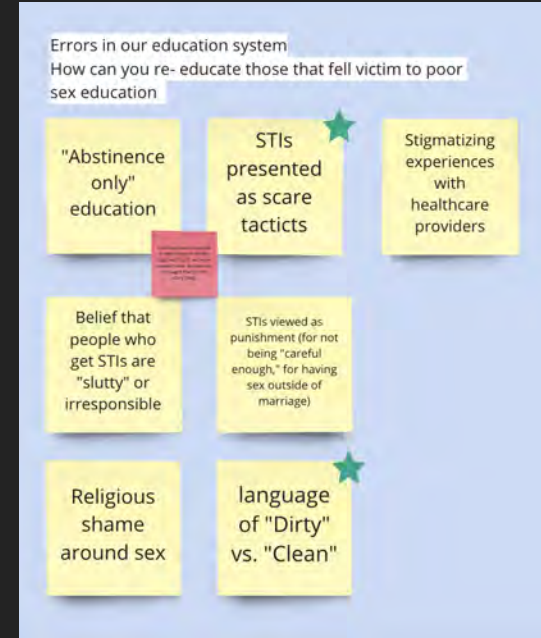 Errors in our education system
How can you re- educate those that fell victim to poor
sex education
"Abstinence
only"
education
STIs
presented
as scare
tacticts
Stigmatizing
experiences
with
healthcare
providers
Belief that
people who
get STIs are
"slutty" or
irresponsible
STIs viewed as
punishment (for not
being "careful
enough," for having
sex outside of
marriage)
Religious
shame
around sex
language
of "Dirty"
vs. "Clean"